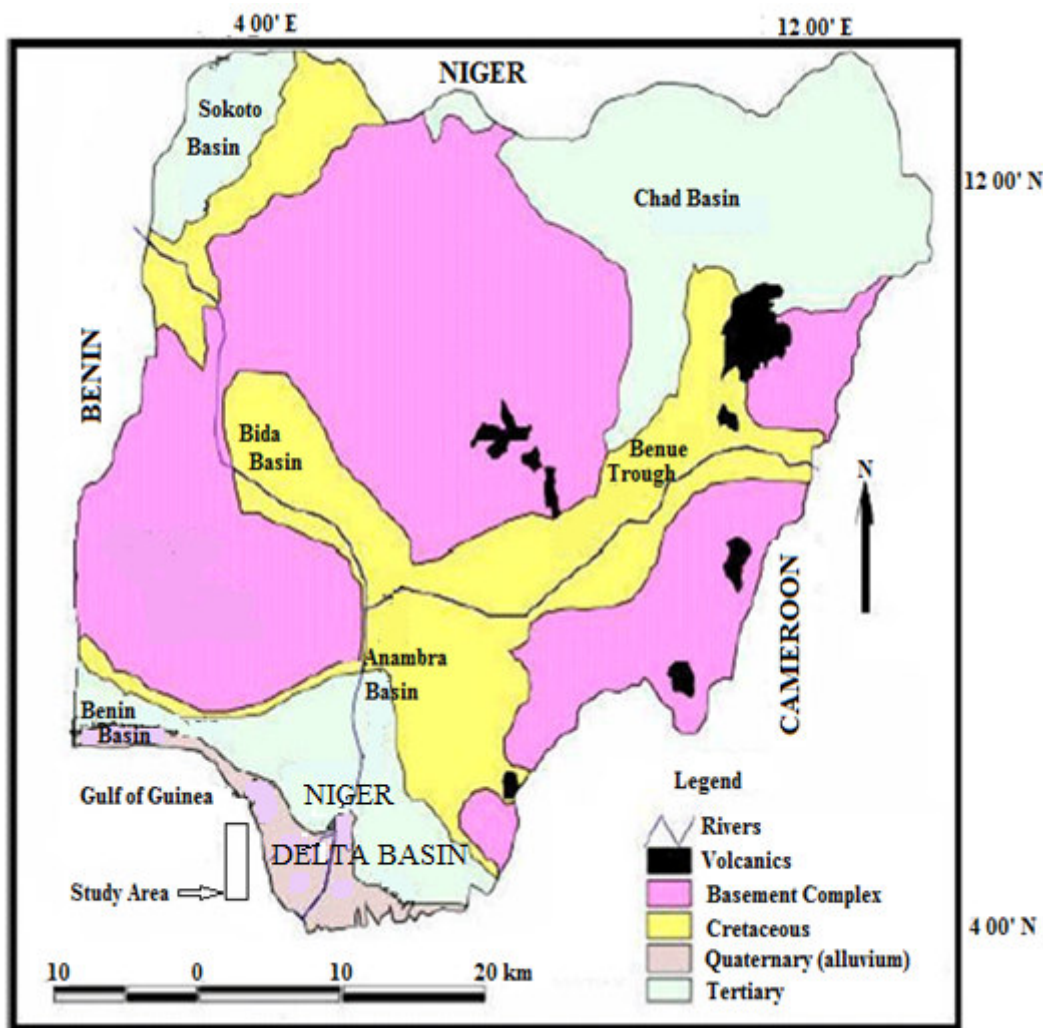 4 00' E
12 00' E
NIGER
Sokoto
Basin
12 00' N
Chad Basin
BENIN
Bida
Basin
Benue
Trough
N
CAMEROON
Anambra
Basin
Benin
Basin
Gulf of Guinea
NIGER
DELTA BASIN
Study Area
Legend
Rivers
Volcanics
Basement Complex
Cretaceous
Quaternary (alluvium)
Tertiary
4 00' N
10 0 10 20 km